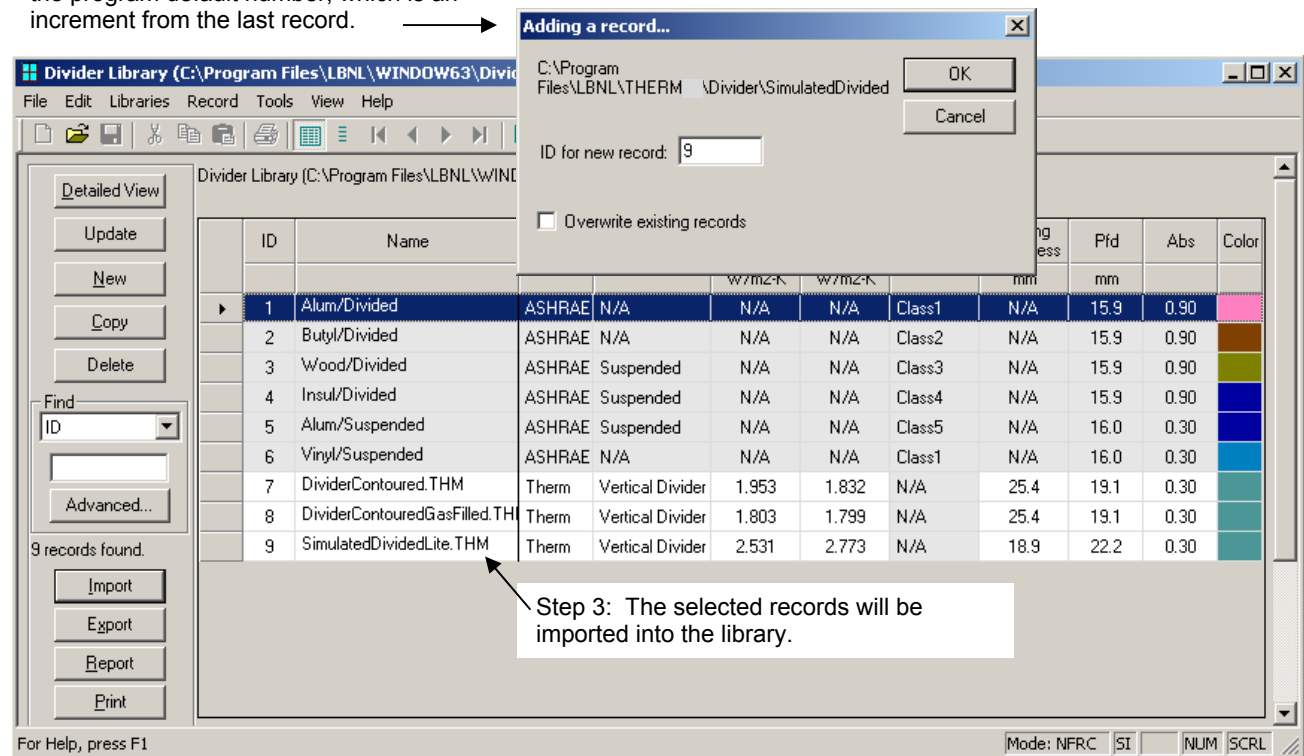 the program default number, which is an
increment from the last record.
Adding a record...
C:\Program
Files\LBNL\THERM \Divider\SimulatedDivided
OK
Cancel
ID for new record: 9
Overwrite existing records
Divider Library (C:\Program Files\LBNL\WINDOW63\Divid
File Edit Libraries Record Tools View Help
Detailed View
Update
New
Copy
Delete
Find
ID
Advanced...
9 records found.
Import
Export
Report
Print
Divider Library (C:\Program Files\LBNL\WIND
ID Name Pfd Abs Color
W/m2-K W/m2-K mm mm
1 Alum/Divided ASHRAE N/A N/A N/A Class1 N/A 15.9 0.90
2 Butyl/Divided ASHRAE N/A N/A N/A Class2 N/A 15.9 0.90
3 Wood/Divided ASHRAE Suspended N/A N/A Class3 N/A 15.9 0.90
4 Insul/Divided ASHRAE Suspended N/A N/A Class4 N/A 15.9 0.90
5 Alum/Suspended ASHRAE Suspended N/A N/A Class5 N/A 16.0 0.30
6 Vinyl/Suspended ASHRAE N/A N/A N/A Class1 N/A 16.0 0.30
7 DividerContoured.THM Therm Vertical Divider 1.953 1.832 N/A 25.4 19.1 0.30
8 DividerContouredGasFilled.TH Therm Vertical Divider 1.803 1.799 N/A 25.4 19.1 0.30
9 SimulatedDividedLite.THM Therm Vertical Divider 2.531 2.773 N/A 18.9 22.2 0.30
Step 3: The selected records will be
imported into the library.
For Help, press F1
Mode: NFRC SI NUM SCRL